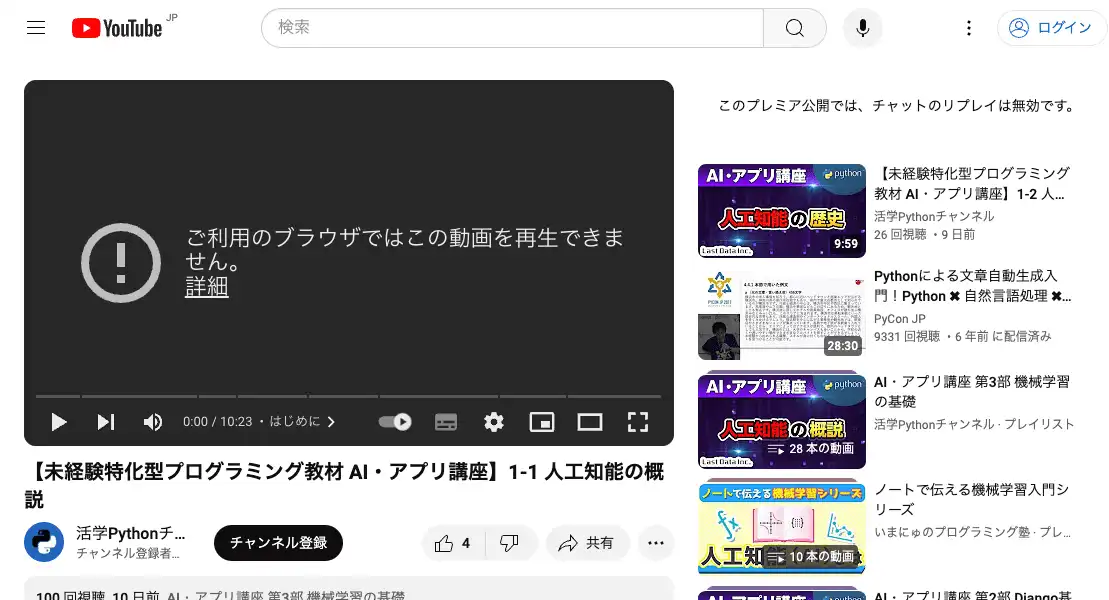 YouTube JP
検索
ログイン
ご利用のブラウザではこの動画を再生できま
せん。
詳細
0:00 / 10:23 ・はじめに
【未経験特化型プログラミング教材 AI・アプリ講座】1-1 人工知能の概
説
活学Pythonチ...
チャンネル登録者...
チャンネル登録
4
共有
100 回視聴 10 日前 AI・アプリ講座 第3部 機械学習の基礎
このプレミア公開では、チャットのリプレイは無効です。
AI・アプリ講座
python
人工知能の歴史
Last Data Inc.
9:59
【未経験特化型プログラミング
教材 AI・アプリ講座】1-2 人...
活学Pythonチャンネル
26 回視聴 ・9 日前
PYCON JP 2017
28:30
Pythonによる文章自動生成入
門！Python ✖ 自然言語処理 ✖...
PyCon JP
9331 回視聴 ・6 年前 に配信済み
AI・アプリ講座
python
人工知能の概説
Last Data Inc.
28 本の動画
AI・アプリ講座 第3部 機械学習
の基礎
活学Pythonチャンネル · プレイリスト
ノートで伝える機械学習シリーズ
人工知能
10 本の動画
ノートで伝える機械学習入門シ
リーズ
いまにゅのプログラミング塾 · プレ...
AI・アプリ講座
python
AI・アプリ講座 第2部 Django基